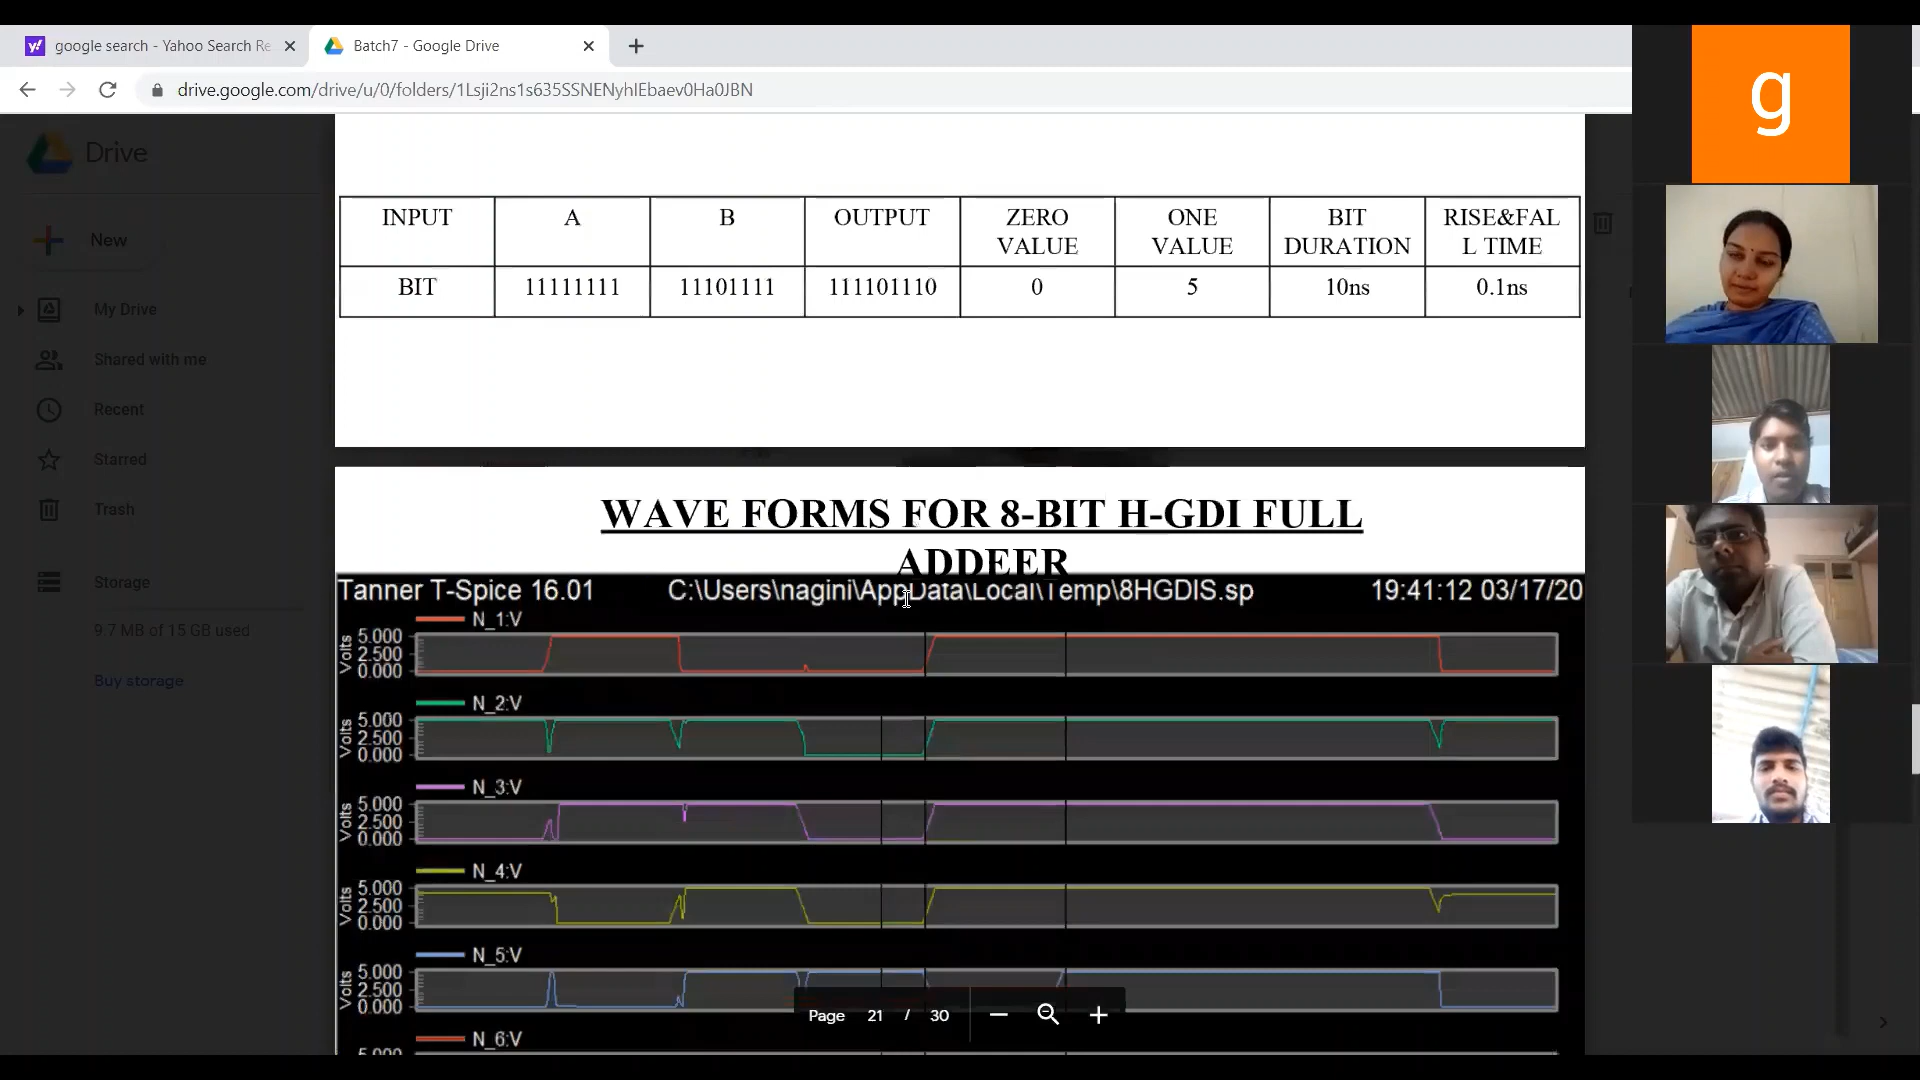 google search - Yahoo Search Re
Batch7 - Google Drive
drive.google.com/drive/u/0/folders/1Lsji2ns1s635SSNENyhlEbaev0Ha0JBN
Drive
New
My Drive
Shared with me
Recent
Starred
Trash
Storage
9.7 MB of 15 GB used
Buy storage
INPUT A B OUTPUT ZERO VALUE ONE VALUE BIT DURATION RISE&FAL L TIME
BIT 11111111 11101111 111101110 0 5 10ns 0.1ns
WAVE FORMS FOR 8-BIT H-GDI FULL
ADDEER
Tanner T-Spice 16.01 C:\Users\nagini\AppData\Local\Temp\8HGDIS.sp 19:41:12 03/17/20
N_1:V
Volts 5.000
2.500
0.000
N_2:V
Volts 5.000
2.500
0.000
N_3:V
Volts 5.000
2.500
0.000
N_4:V
Volts 5.000
2.500
0.000
N_5:V
Volts 5.000
2.500
0.000
N_6:V
5.000
Page 21 / 30
g